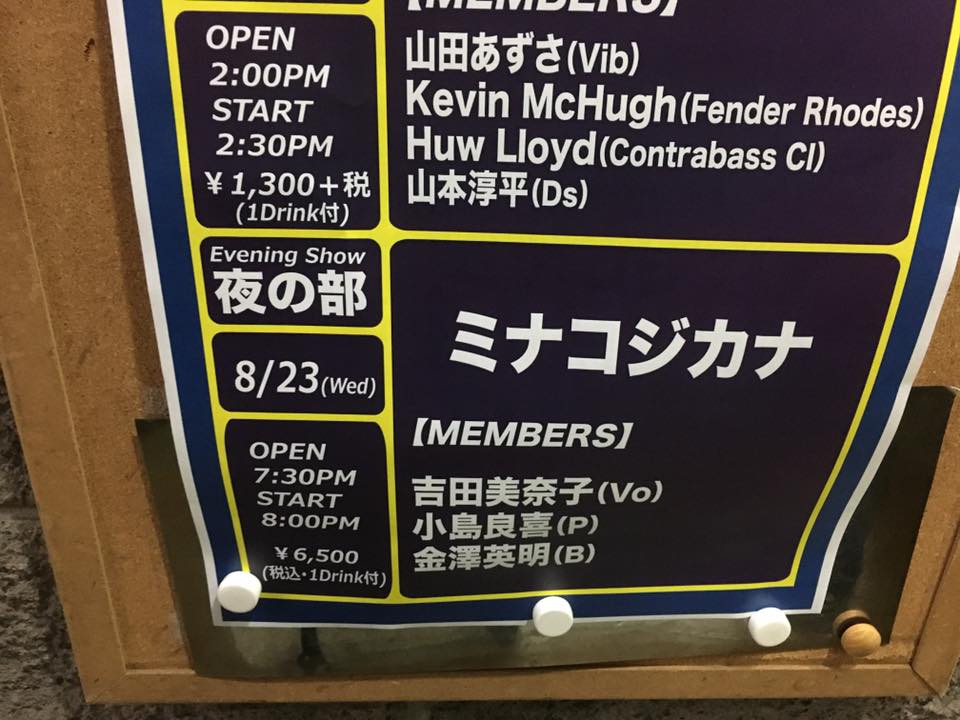 【MEMBERS】
OPEN
2:00PM
START
2:30PM
¥1,300+税
(1Drink付)
山田あずさ(Vib)
Kevin McHugh(Fender Rhodes)
Huw Lloyd(Contrabass Cl)
山本淳平(Ds)
Evening Show
夜の部
8/23(Wed)
OPEN
7:30PM
START
8:00PM
¥6,500
(税込・1Drink付)
ミナコジカナ
【MEMBERS】
吉田美奈子(Vo)
小島良喜(P)
金澤英明(B)